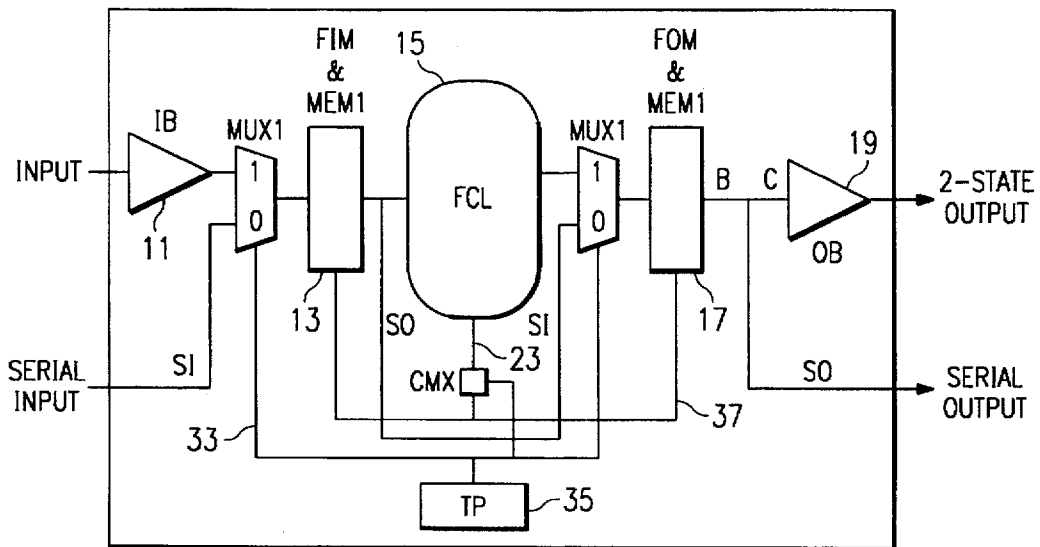 FIM
&
MEM1
15
FOM
&
MEM1
IB
MUX1
MUX1
19
INPUT
1
0
11
FCL
1
0
B
C
2-STATE
OUTPUT
OB
13
SO
SI
17
23
SI
CMX
SO
SERIAL
INPUT
SERIAL
OUTPUT
33
37
TP
35